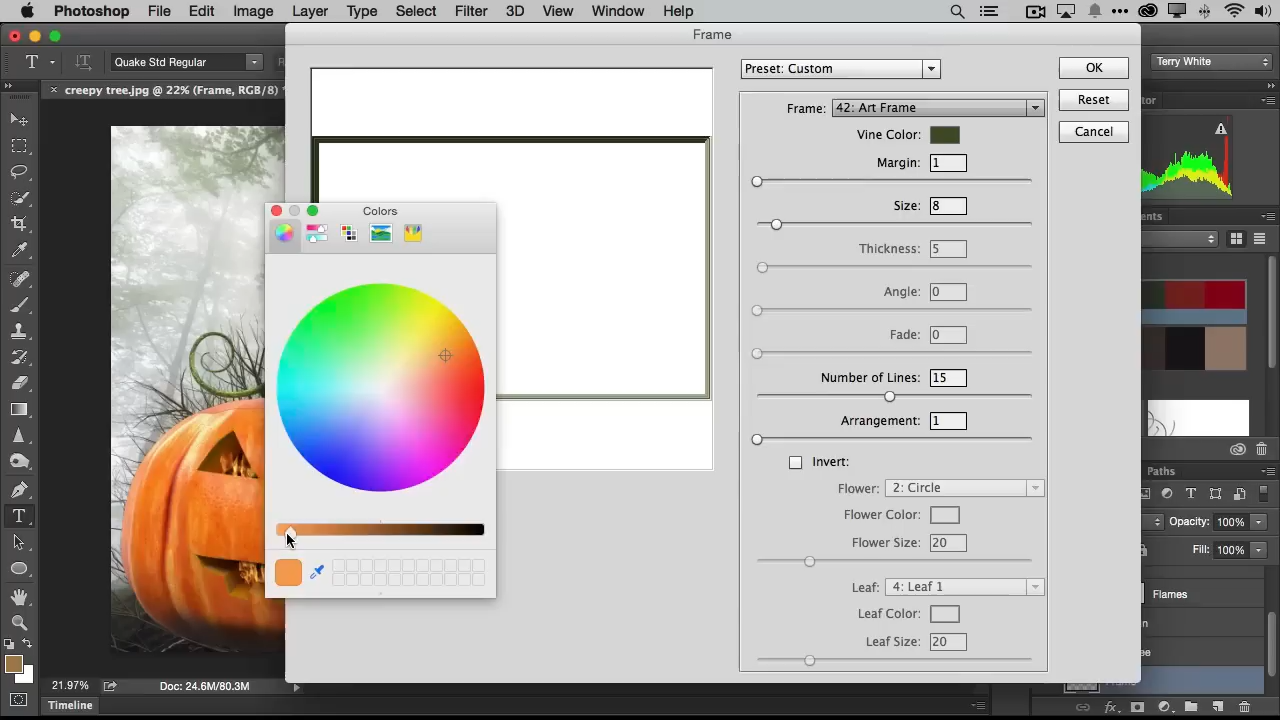 Photoshop File Edit Image Layer Type Select Filter 3D View Window Help
Frame
T Quake Std Regular
Terry White
creepy tree.jpg @ 22% (Frame, RGB/8) *
Preset: Custom
OK
Reset
Cancel
Frame: 42: Art Frame
Vine Color:
Margin: 1
Size: 8
Thickness: 5
Angle: 0
Fade: 0
Number of Lines: 15
Arrangement: 1
Invert:
Flower: 2: Circle
Flower Color:
Flower Size: 20
Leaf: 4: Leaf 1
Leaf Color:
Leaf Size: 20
Colors
Paths
Opacity: 100%
Fill: 100%
Flames
21.97% Doc: 24.6M/80.3M
Timeline